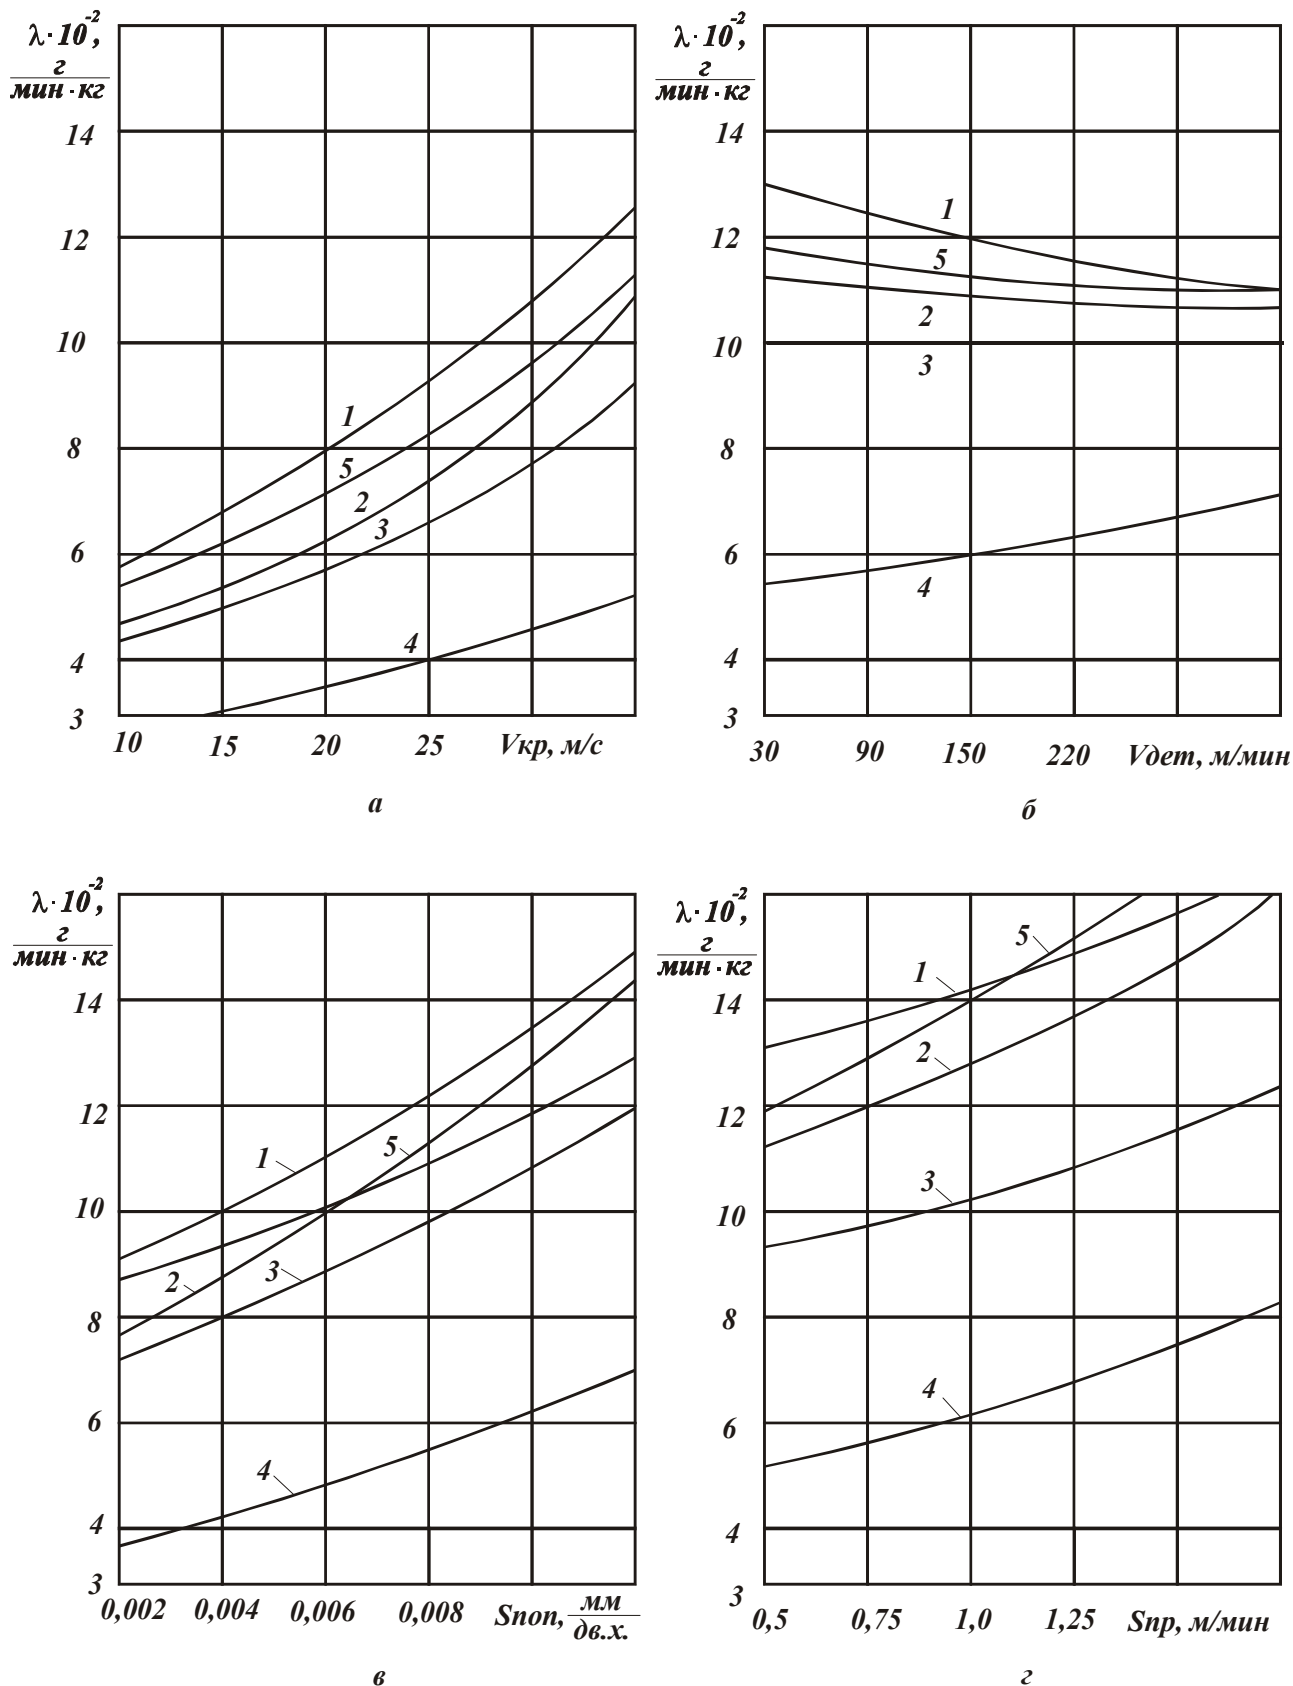 λ·10⁻²,
г
мин·кг
14
12
10
8
6
4
3
1
5
2
3
4
10 15 20 25 Vкр, м/с
а
λ·10⁻²,
г
мин·кг
14
12
10
8
6
4
3
1
5
2
3
4
30 90 150 220 Vдет, м/мин
б
λ·10⁻²,
г
мин·кг
14
12
10
8
6
4
3
1
5
2
3
4
0,002 0,004 0,006 0,008 Sпоп, мм
дв.х.
в
λ·10⁻²,
г
мин·кг
14
12
10
8
6
4
3
5
1
2
3
4
0,5 0,75 1,0 1,25 Sпр, м/мин
г